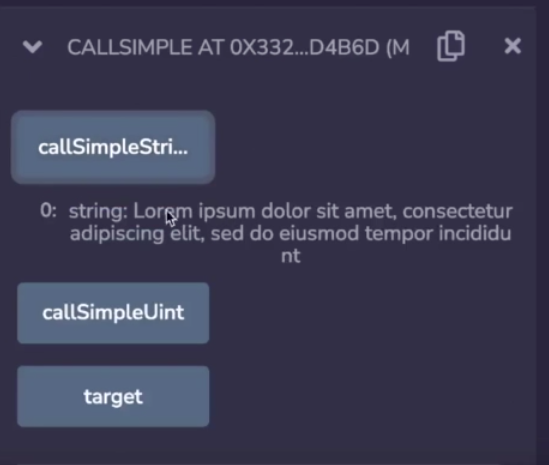 CALLSIMPLE AT 0X332...D4B6D (M
callSimpleStri...
0: string: Lorem ipsum dolor sit amet, consectetur
adipiscing elit, sed do eiusmod tempor incididu
nt
callSimpleUint
target